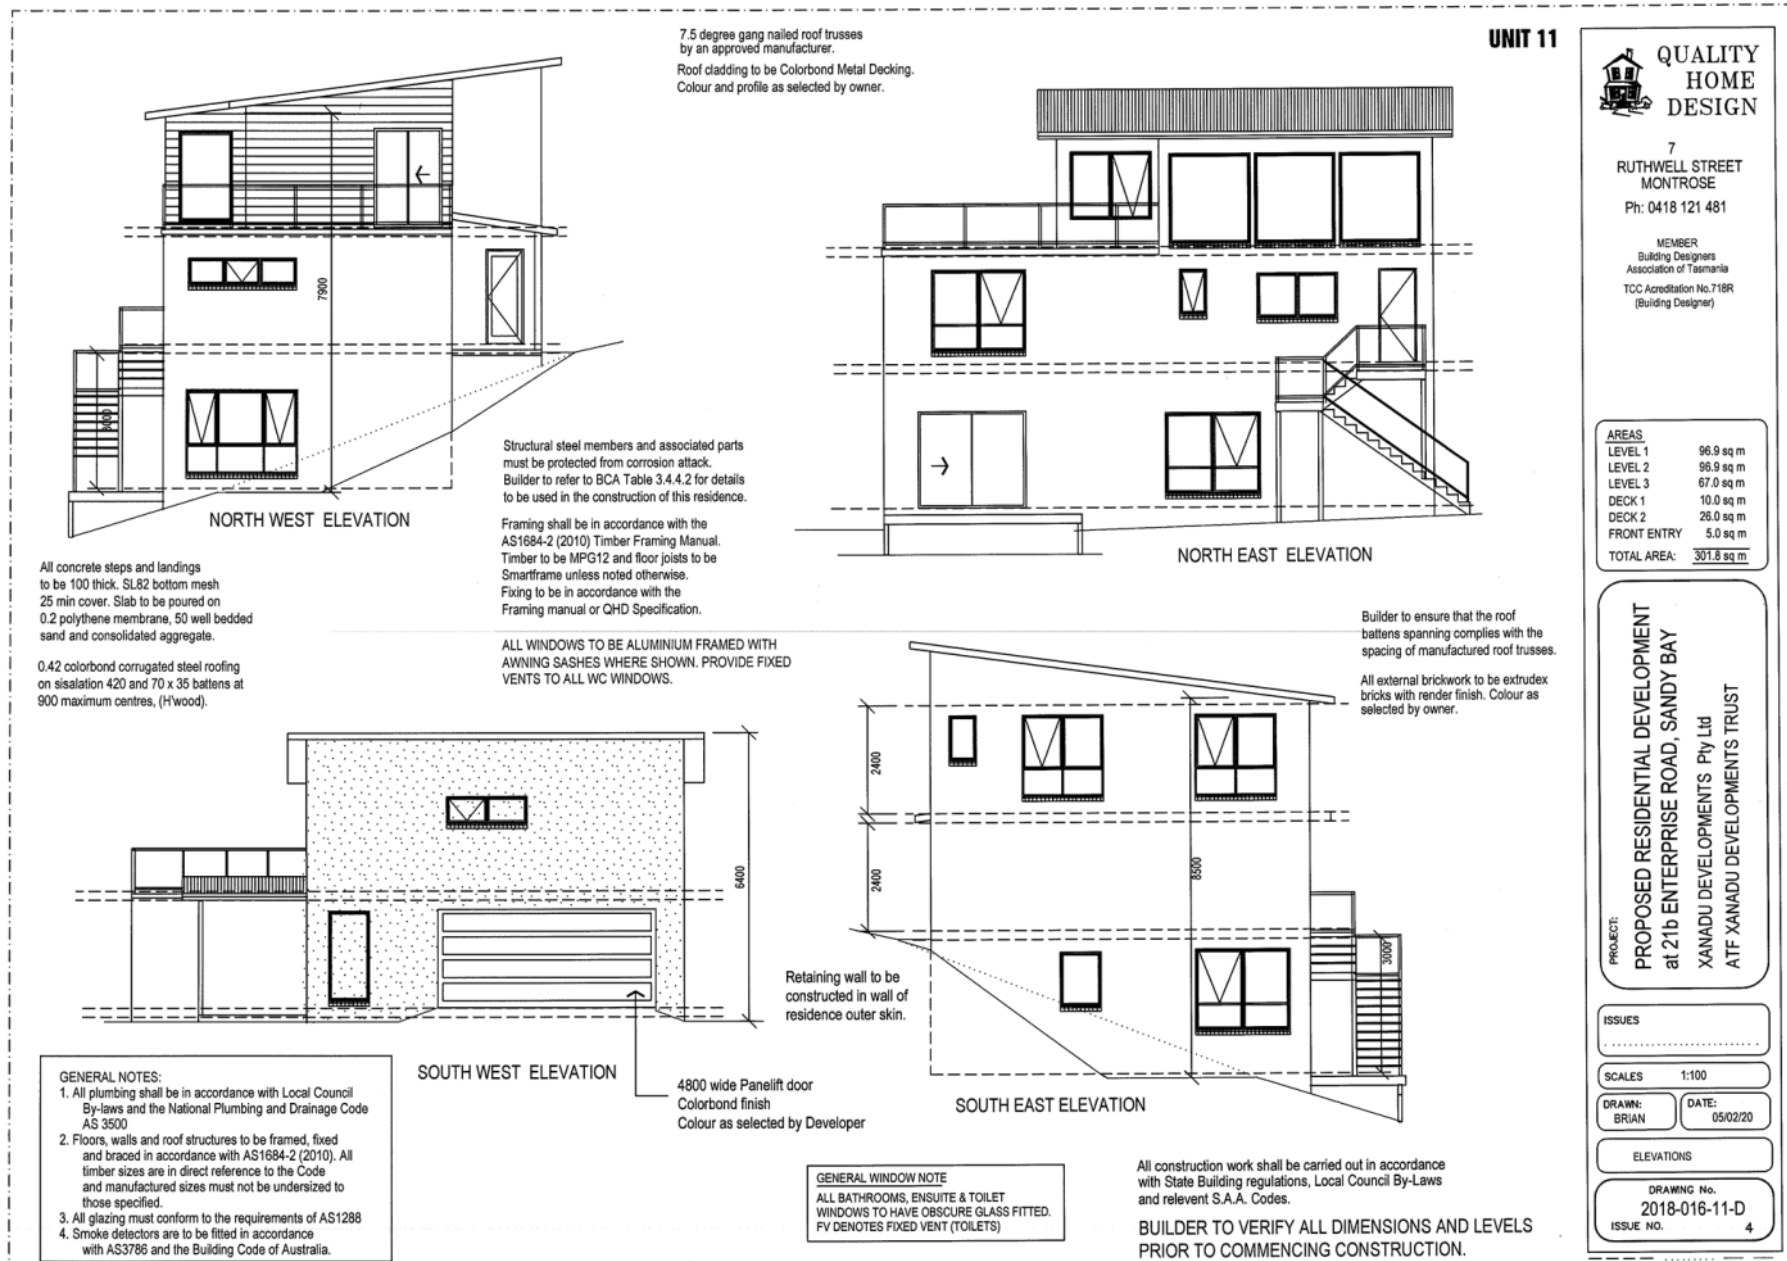 7.5 degree gang nailed roof trusses
by an approved manufacturer.
Roof cladding to be Colorbond Metal Decking.
Colour and profile as selected by owner.
UNIT 11
7900
3000
NORTH WEST ELEVATION
Structural steel members and associated parts
must be protected from corrosion attack.
Builder to refer to BCA Table 3.4.4.2 for details
to be used in the construction of this residence.
Framing shall be in accordance with the
AS1684-2 (2010) Timber Framing Manual.
Timber to be MPG12 and floor joists to be
Smartframe unless noted otherwise.
Fixing to be in accordance with the
Framing manual or QHD Specification.
NORTH EAST ELEVATION
All concrete steps and landings
to be 100 thick. SL82 bottom mesh
25 min cover. Slab to be poured on
0.2 polythene membrane, 50 well bedded
sand and consolidated aggregate.
0.42 colorbond corrugated steel roofing
on sisalation 420 and 70 x 35 battens at
900 maximum centres, (H'wood).
ALL WINDOWS TO BE ALUMINIUM FRAMED WITH
AWNING SASHES WHERE SHOWN. PROVIDE FIXED
VENTS TO ALL WC WINDOWS.
Builder to ensure that the roof
battens spanning complies with the
spacing of manufactured roof trusses.
All external brickwork to be extrudex
bricks with render finish. Colour as
selected by owner.
6400
SOUTH WEST ELEVATION
4800 wide Panelift door
Colorbond finish
Colour as selected by Developer
2400
2400
8500
3000
Retaining wall to be
constructed in wall of
residence outer skin.
SOUTH EAST ELEVATION
GENERAL NOTES:
1. All plumbing shall be in accordance with Local Council
By-laws and the National Plumbing and Drainage Code
AS 3500
2. Floors, walls and roof structures to be framed, fixed
and braced in accordance with AS1684-2 (2010). All
timber sizes are in direct reference to the Code
and manufactured sizes must not be undersized to
those specified.
3. All glazing must conform to the requirements of AS1288
4. Smoke detectors are to be fitted in accordance
with AS3786 and the Building Code of Australia.
GENERAL WINDOW NOTE
ALL BATHROOMS, ENSUITE & TOILET
WINDOWS TO HAVE OBSCURE GLASS FITTED.
FV DENOTES FIXED VENT (TOILETS)
All construction work shall be carried out in accordance
with State Building regulations, Local Council By-Laws
and relevent S.A.A. Codes.
BUILDER TO VERIFY ALL DIMENSIONS AND LEVELS
PRIOR TO COMMENCING CONSTRUCTION.
QUALITY
HOME
DESIGN
7
RUTHWELL STREET
MONTROSE
Ph: 0418 121 481
MEMBER
Building Designers
Association of Tasmania
TCC Acreditation No.718R
(Building Designer)
AREAS
LEVEL 1 96.9 sq m
LEVEL 2 96.9 sq m
LEVEL 3 67.0 sq m
DECK 1 10.0 sq m
DECK 2 26.0 sq m
FRONT ENTRY 5.0 sq m
TOTAL AREA: 301.8 sq m
PROJECT:
PROPOSED RESIDENTIAL DEVELOPMENT
at 21b ENTERPRISE ROAD, SANDY BAY
XANADU DEVELOPMENTS Pty Ltd
ATF XANADU DEVELOPMENTS TRUST
ISSUES
SCALES 1:100
DRAWN:
BRIAN
DATE:
05/02/20
ELEVATIONS
DRAWING No.
2018-016-11-D
ISSUE NO. 4